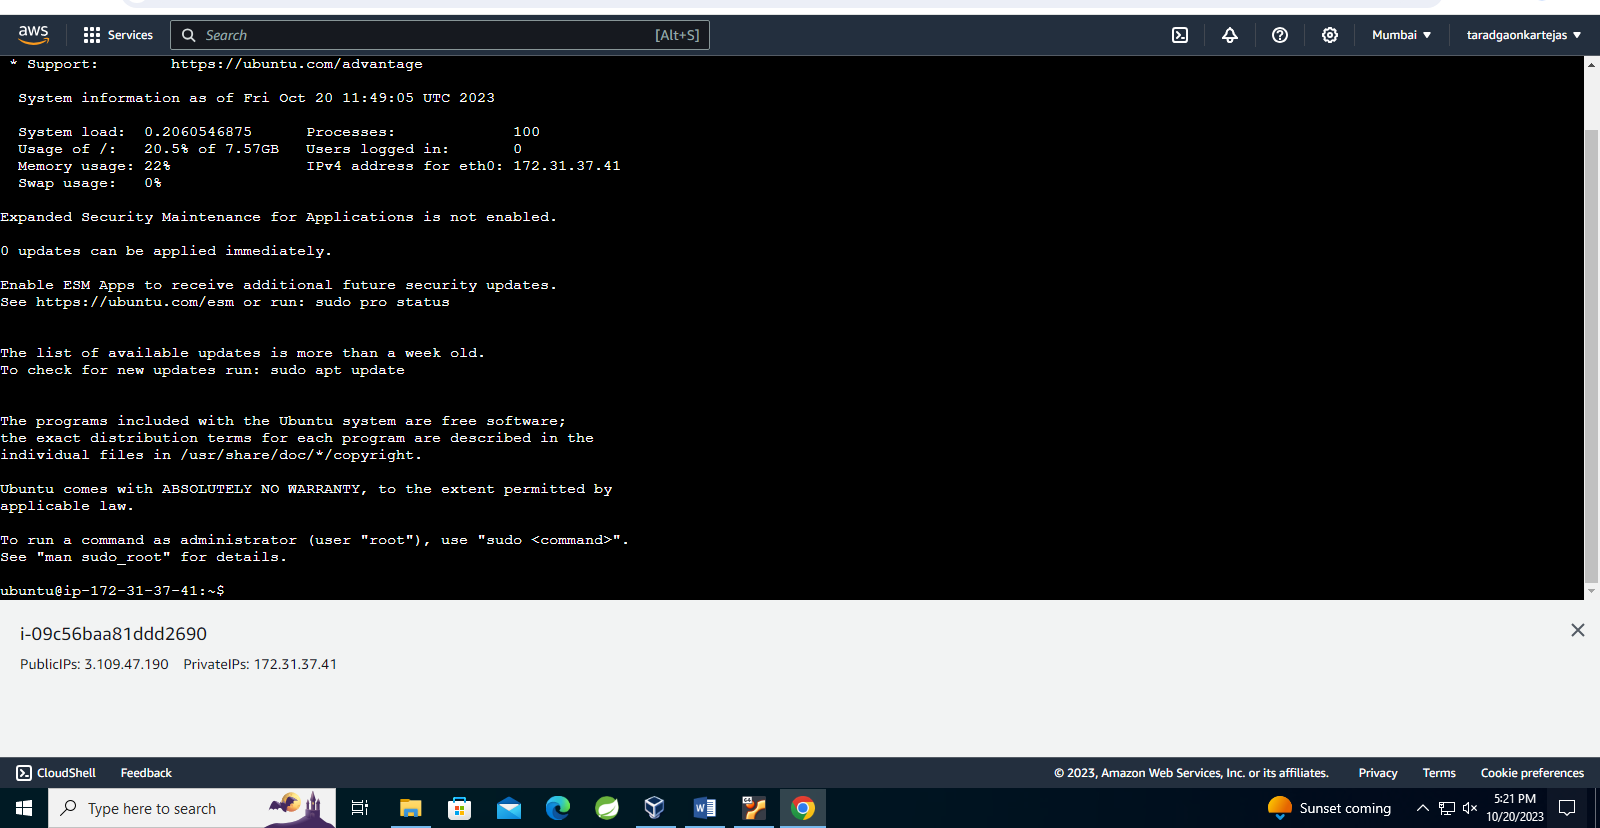 aws Services Search [Alt+S] Mumbai ▼ taradgaonkartejas ▼
* Support: https://ubuntu.com/advantage
System information as of Fri Oct 20 11:49:05 UTC 2023
System load: 0.2060546875 Processes: 100
Usage of /: 20.5% of 7.57GB Users logged in: 0
Memory usage: 22% IPv4 address for eth0: 172.31.37.41
Swap usage: 0%
Expanded Security Maintenance for Applications is not enabled.
0 updates can be applied immediately.
Enable ESM Apps to receive additional future security updates.
See https://ubuntu.com/esm or run: sudo pro status
The list of available updates is more than a week old.
To check for new updates run: sudo apt update
The programs included with the Ubuntu system are free software;
the exact distribution terms for each program are described in the
individual files in /usr/share/doc/*/copyright.
Ubuntu comes with ABSOLUTELY NO WARRANTY, to the extent permitted by
applicable law.
To run a command as administrator (user "root"), use "sudo <command>".
See "man sudo_root" for details.
ubuntu@ip-172-31-37-41:~$
i-09c56baa81ddd2690
PublicIPs: 3.109.47.190 PrivateIPs: 172.31.37.41
CloudShell Feedback © 2023, Amazon Web Services, Inc. or its affiliates. Privacy Terms Cookie preferences
Type here to search Sunset coming 5:21 PM
10/20/2023